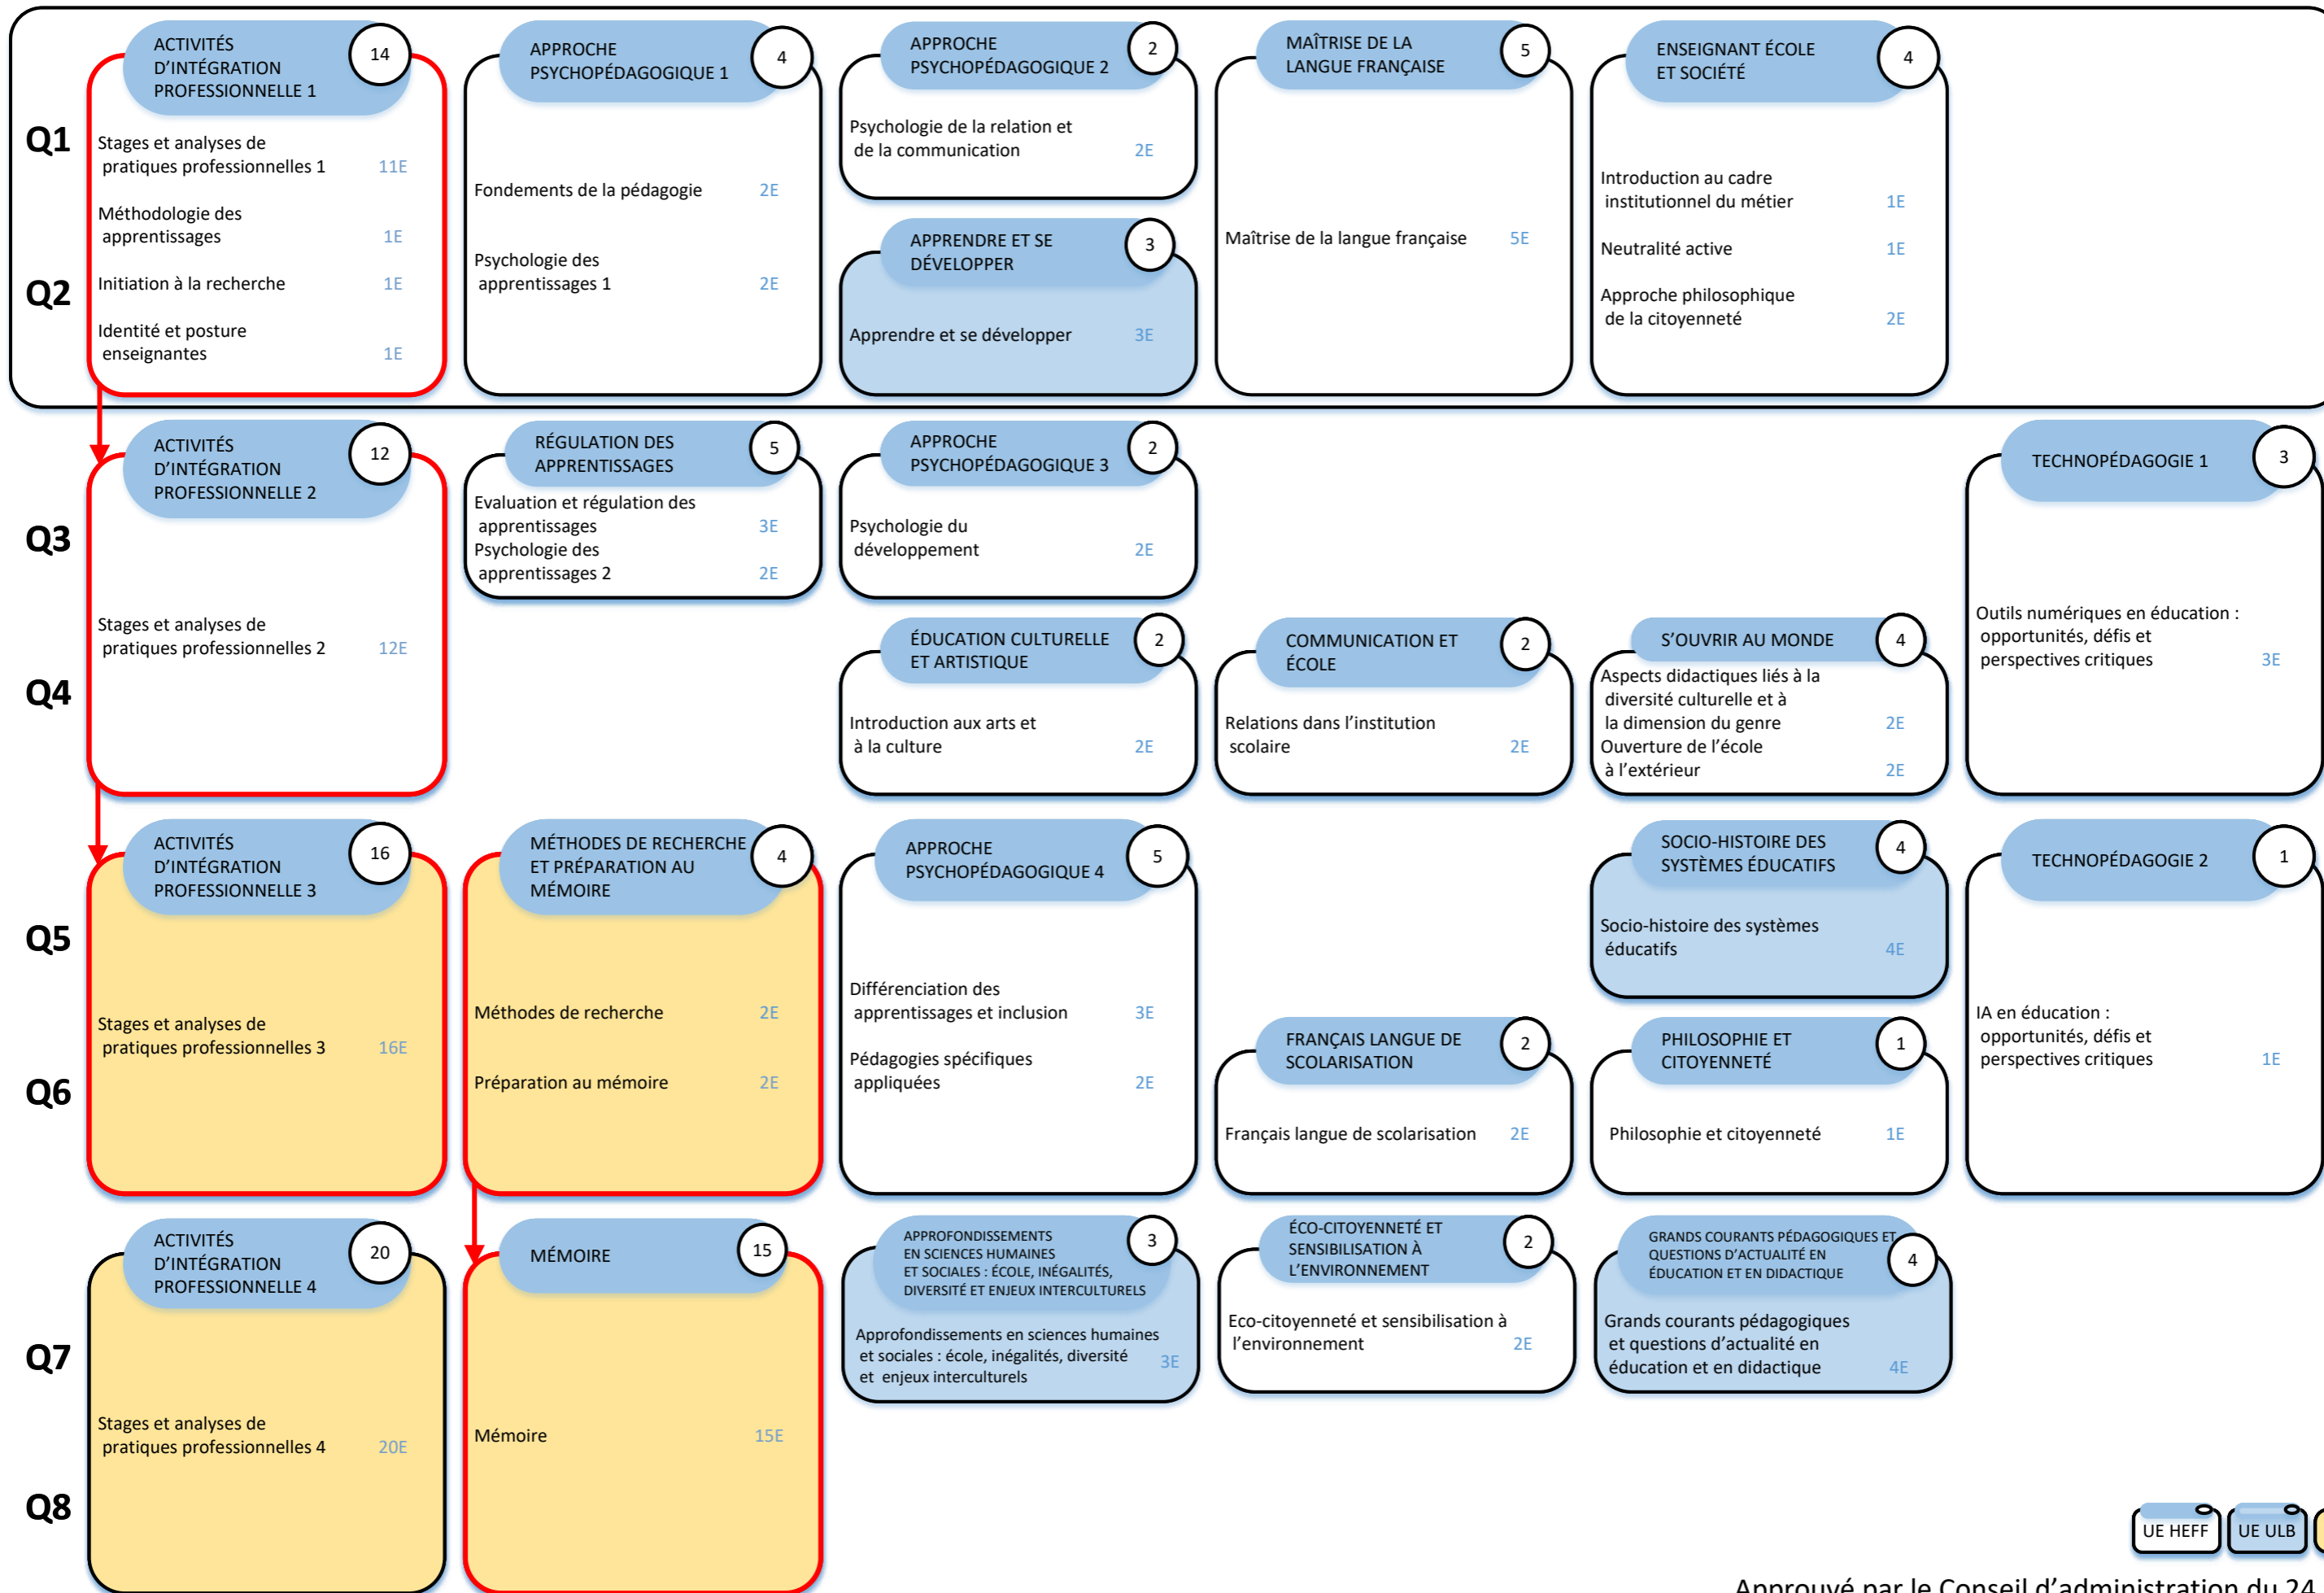 Q1
Q2
ACTIVITÉS
D'INTÉGRATION
PROFESSIONNELLE 1
14
Stages et analyses de
pratiques professionnelles 1 11E
Méthodologie des
apprentissages 1E
Initiation à la recherche 1E
Identité et posture
enseignantes 1E
APPROCHE
PSYCHOPÉDAGOGIQUE 1
4
Fondements de la pédagogie 2E
Psychologie des
apprentissages 1 2E
APPROCHE
PSYCHOPÉDAGOGIQUE 2
2
Psychologie de la relation et
de la communication 2E
APPRENDRE ET SE
DÉVELOPPER
3
Apprendre et se développer 3E
MAÎTRISE DE LA
LANGUE FRANÇAISE
5
Maîtrise de la langue française 5E
ENSEIGNANT ÉCOLE
ET SOCIÉTÉ
4
Introduction au cadre
institutionnel du métier 1E
Neutralité active 1E
Approche philosophique
de la citoyenneté 2E
Q3
Q4
ACTIVITÉS
D'INTÉGRATION
PROFESSIONNELLE 2
12
Stages et analyses de
pratiques professionnelles 2 12E
RÉGULATION DES
APPRENTISSAGES
5
Evaluation et régulation des
apprentissages 3E
Psychologie des
apprentissages 2 2E
APPROCHE
PSYCHOPÉDAGOGIQUE 3
2
Psychologie du
développement 2E
ÉDUCATION CULTURELLE
ET ARTISTIQUE
2
Introduction aux arts et
à la culture 2E
COMMUNICATION ET
ÉCOLE
2
Relations dans l'institution
scolaire 2E
S'OUVRIR AU MONDE
4
Aspects didactiques liés à la
diversité culturelle et à
la dimension du genre 2E
Ouverture de l'école
à l'extérieur 2E
TECHNOPÉDAGOGIE 1
3
Outils numériques en éducation :
opportunités, défis et
perspectives critiques 3E
Q5
Q6
ACTIVITÉS
D'INTÉGRATION
PROFESSIONNELLE 3
16
Stages et analyses de
pratiques professionnelles 3 16E
MÉTHODES DE RECHERCHE
ET PRÉPARATION AU
MÉMOIRE
4
Méthodes de recherche 2E
Préparation au mémoire 2E
APPROCHE
PSYCHOPÉDAGOGIQUE 4
5
Différenciation des
apprentissages et inclusion 3E
Pédagogies spécifiques
appliquées 2E
FRANÇAIS LANGUE DE
SCOLARISATION
2
Français langue de scolarisation 2E
SOCIO-HISTOIRE DES
SYSTÈMES ÉDUCATIFS
4
Socio-histoire des systèmes
éducatifs 4E
PHILOSOPHIE ET
CITOYENNETÉ
1
Philosophie et citoyenneté 1E
TECHNOPÉDAGOGIE 2
1
IA en éducation :
opportunités, défis et
perspectives critiques 1E
Q7
Q8
ACTIVITÉS
D'INTÉGRATION
PROFESSIONNELLE 4
20
Stages et analyses de
pratiques professionnelles 4 20E
MÉMOIRE
15
Mémoire 15E
APPROFONDISSEMENTS
EN SCIENCES HUMAINES
ET SOCIALES : ÉCOLE, INÉGALITÉS,
DIVERSITÉ ET ENJEUX INTERCULTURELS
3
Approfondissements en sciences humaines
et sociales : école, inégalités, diversité 3E
et enjeux interculturels
ÉCO-CITOYENNETÉ ET
SENSIBILISATION À
L'ENVIRONNEMENT
2
Eco-citoyenneté et sensibilisation à
l'environnement 2E
GRANDS COURANTS PÉDAGOGIQUES ET
QUESTIONS D'ACTUALITÉ EN
ÉDUCATION ET EN DIDACTIQUE
4
Grands courants pédagogiques
et questions d'actualité en
éducation et en didactique 4E
UE HEFF
UE ULB
Approuvé par le Conseil d'administration du 24